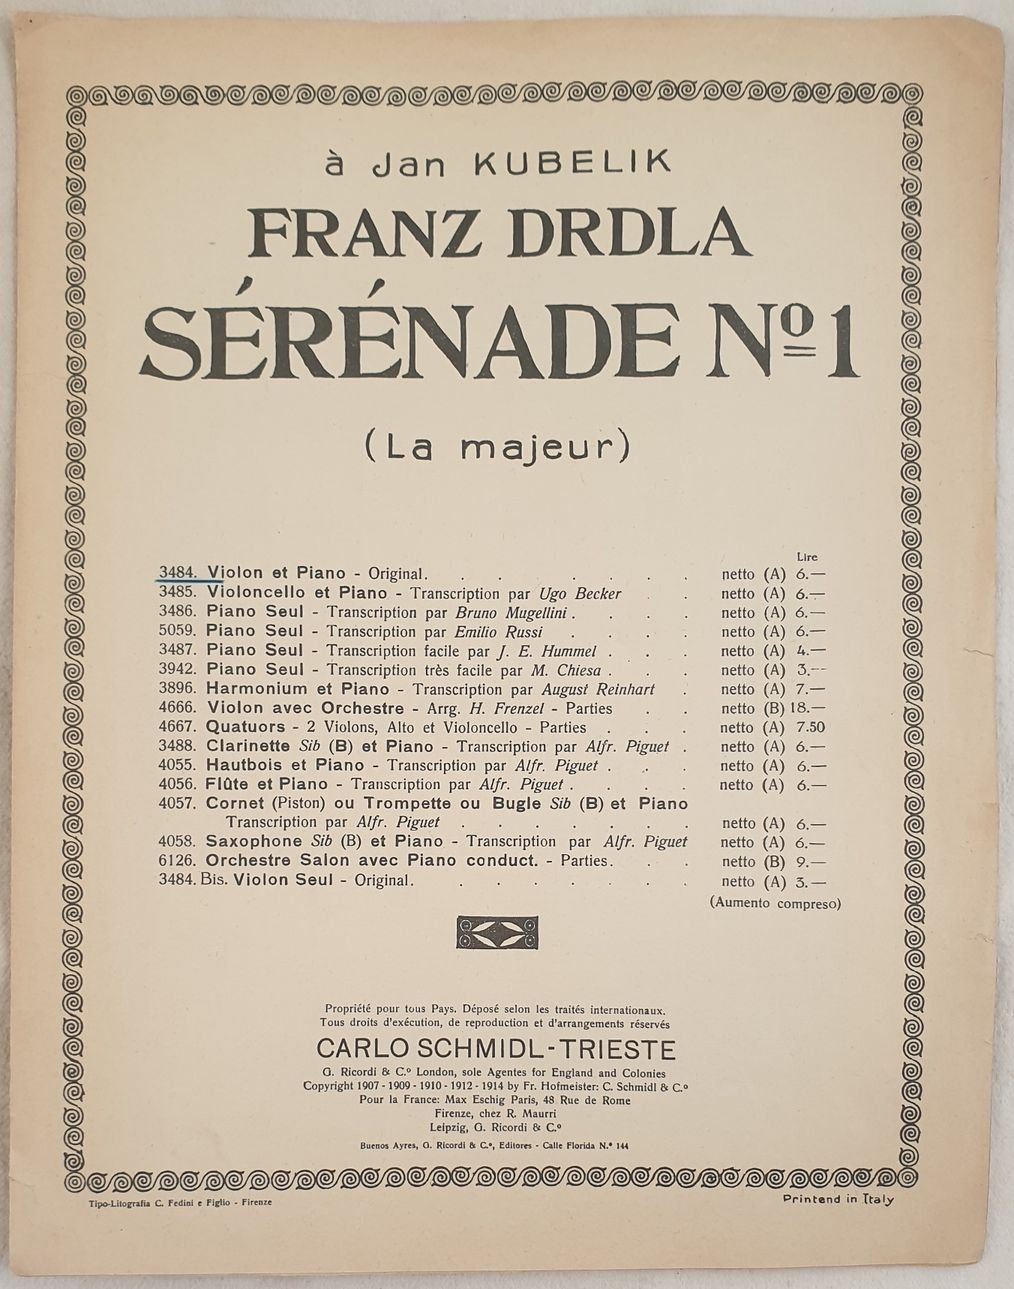 à Jan KUBELIK
FRANZ DRDLA
SÉRÉNADE Nº 1
(La majeur)
Lire
3484. Violon et Piano - Original. . . . . . . netto (A) 6.—
3485. Violoncello et Piano - Transcription par Ugo Becker . . netto (A) 6.—
3486. Piano Seul - Transcription par Bruno Mugellini . . . . netto (A) 6.—
5059. Piano Seul - Transcription par Emilio Russi . . . . netto (A) 6.—
3487. Piano Seul - Transcription facile par J. E. Hummel . . . netto (A) 4.—
3942. Piano Seul - Transcription très facile par M. Chiesa . . . netto (A) 3.--
3896. Harmonium et Piano - Transcription par August Reinhart . netto (A) 7.—
4666. Violon avec Orchestre - Arrg. H. Frenzel - Parties . . netto (B) 18.—
4667. Quatuors - 2 Violons, Alto et Violoncello - Parties . . . netto (A) 7.50
3488. Clarinette Sib (B) et Piano - Transcription par Alfr. Piguet . netto (A) 6.—
4055. Hautbois et Piano - Transcription par Alfr. Piguet . . . netto (A) 6.—
4056. Flûte et Piano - Transcription par Alfr. Piguet . . . . netto (A) 6.—
4057. Cornet (Piston) ou Trompette ou Bugle Sib (B) et Piano
Transcription par Alfr. Piguet . . . . . . . netto (A) 6.—
4058. Saxophone Sib (B) et Piano - Transcription par Alfr. Piguet netto (A) 6.—
6126. Orchestre Salon avec Piano conduct. - Parties. . . netto (B) 9.—
3484. Bis. Violon Seul - Original. . . . . . . . netto (A) 3.—
(Aumento compreso)
Propriété pour tous Pays. Déposé selon les traités internationaux.
Tous droits d'exécution, de reproduction et d'arrangements réservés
CARLO SCHMIDL - TRIESTE
G. Ricordi & C.º London, sole Agentes for England and Colonies
Copyright 1907 - 1909 - 1910 - 1912 - 1914 by Fr. Hofmeister: C. Schmidl & C.º
Pour la France: Max Eschig Paris, 48 Rue de Rome
Firenze, chez R. Maurri
Leipzig, G. Ricordi & C.º
Buenos Ayres, G. Ricordi & C.º, Editores - Calle Florida N.º 144
Tipo-Litografia C. Fedini e Figlio - Firenze
Printend in Italy